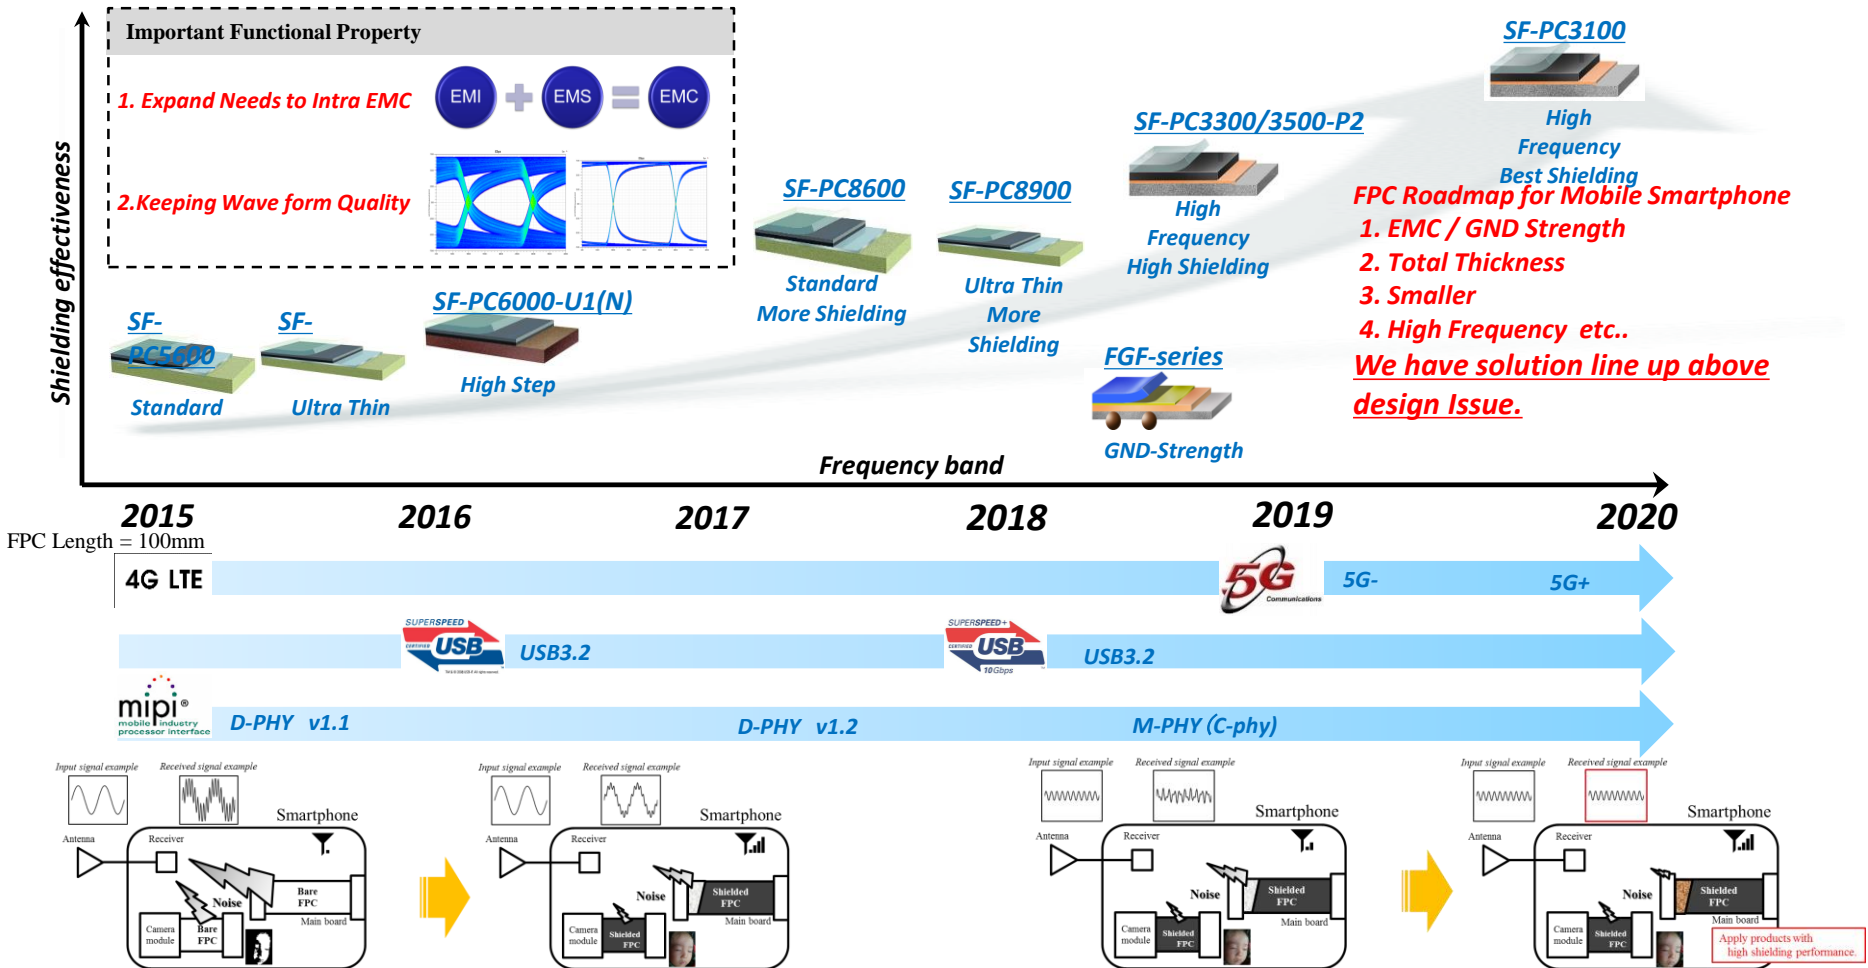 Important Functional Property
1. Expand Needs to Intra EMC
EMI + EMS = EMC
2.Keeping Wave form Quality
Shielding effectiveness
SF-
PC5600
Standard
SF-
Ultra Thin
SF-PC6000-U1(N)
High Step
SF-PC8600
Standard
More Shielding
SF-PC8900
Ultra Thin
More
Shielding
SF-PC3300/3500-P2
High
Frequency
High Shielding
FGF-series
GND-Strength
SF-PC3100
High
Frequency
Best Shielding
FPC Roadmap for Mobile Smartphone
1. EMC / GND Strength
2. Total Thickness
3. Smaller
4. High Frequency etc..
We have solution line up above
design Issue.
Frequency band
2015 2016 2017 2018 2019 2020
FPC Length = 100mm
4G LTE
5G
Communications
5G-
5G+
SUPERSPEED
CERTIFIED
USB
USB3.2
SUPERSPEED+
CERTIFIED
USB
10Gbps
USB3.2
mipi®
mobile industry
processor interface
D-PHY v1.1
D-PHY v1.2
M-PHY (C-phy)
Input signal example
Received signal example
Smartphone
Antenna
Receiver
Bare
FPC
Noise
Main board
Camera
module
Bare
FPC
Input signal example
Received signal example
Smartphone
Antenna
Receiver
Noise
Shielded
FPC
Main board
Camera
module
Shielded
FPC
Input signal example
Received signal example
Smartphone
Antenna
Receiver
Noise
Shielded
FPC
Main board
Camera
module
Shielded
FPC
Input signal example
Received signal example
Smartphone
Antenna
Receiver
Noise
Shielded
FPC
Main board
Camera
module
Shielded
FPC
Apply products with
high shielding performance.